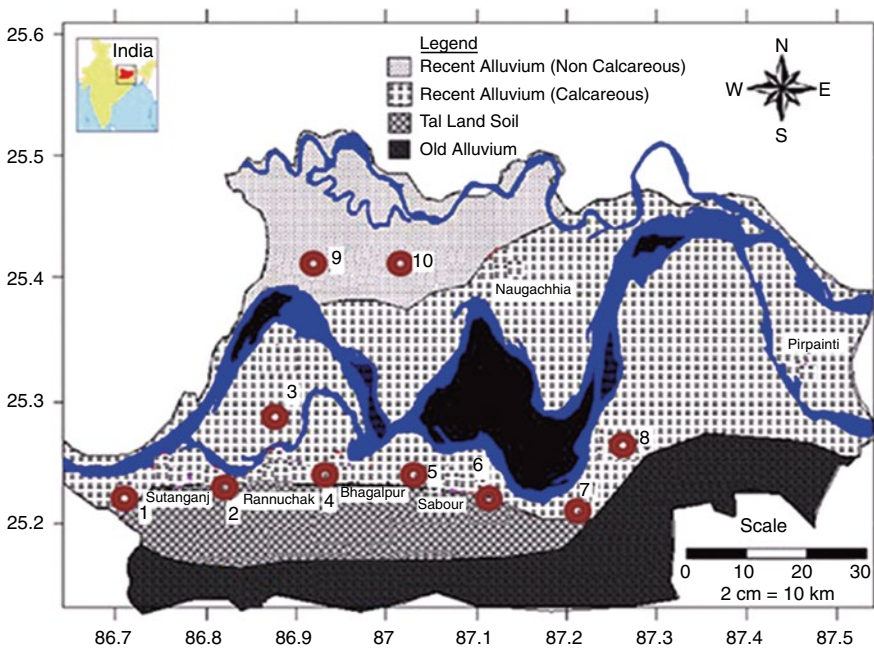 25.6
25.5
25.4
25.3
25.2
India
Legend
Recent Alluvium (Non Calcareous)
Recent Alluvium (Calcareous)
Tal Land Soil
Old Alluvium
N
W E
S
9
10
Naugachhia
Pirpainti
3
8
1
Sutanganj
2
Rannuchak
4
Bhagalpur
5
Sabour
6
7
Scale
0 10 20 30
2 cm = 10 km
86.7 86.8 86.9 87 87.1 87.2 87.3 87.4 87.5